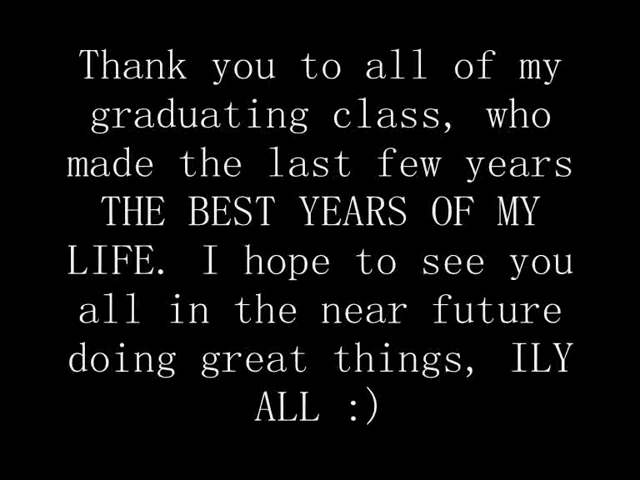 Thank you to all of my
graduating class, who
made the last few years
THE BEST YEARS OF MY
LIFE. I hope to see you
all in the near future
doing great things, ILY
ALL :)